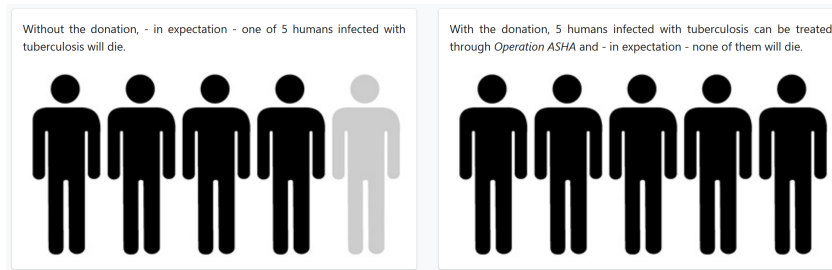 Without the donation, - in expectation - one of 5 humans infected with
tuberculosis will die.
With the donation, 5 humans infected with tuberculosis can be treated
through Operation ASHA and - in expectation - none of them will die.